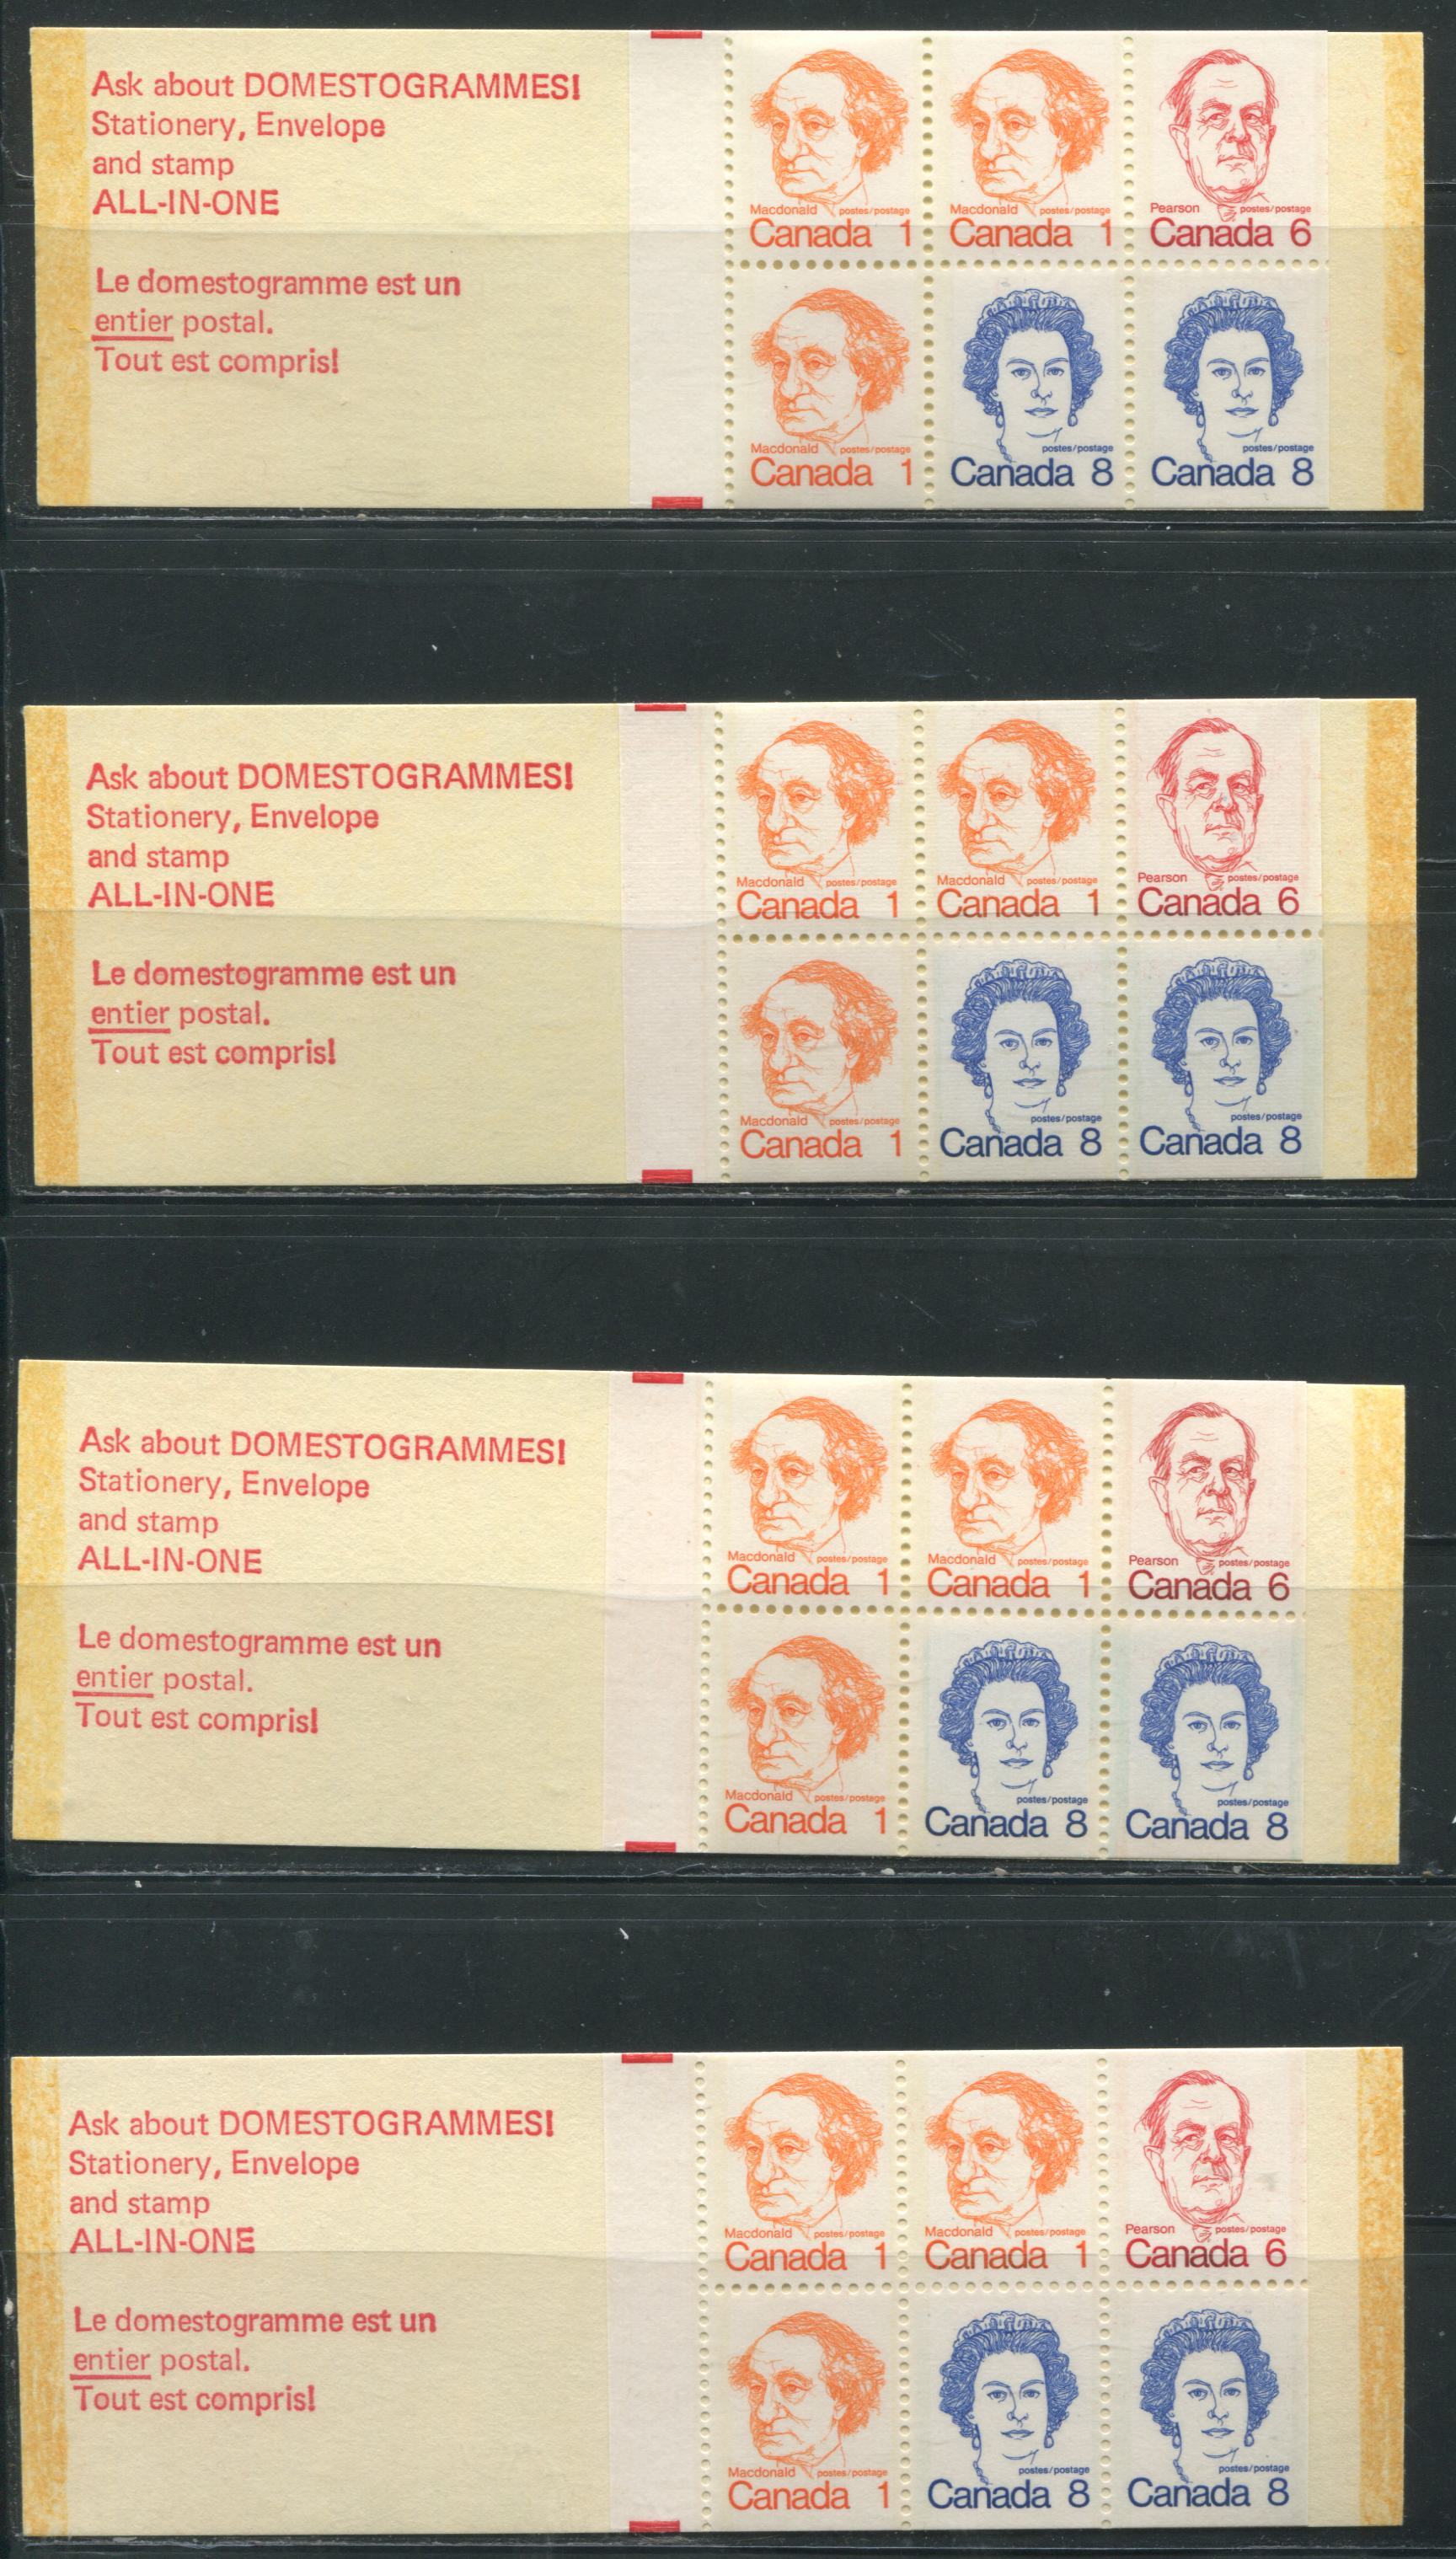 Ask about DOMESTOGRAMMES!
Stationery, Envelope
and stamp
ALL-IN-ONE
Le domestogramme est un
entier postal.
Tout est compris!
Macdonald postes/postage
Canada 1
Macdonald postes/postage
Canada 1
Pearson postes/postage
Canada 6
Macdonald postes/postage
Canada 1
postes/postage
Canada 8
postes/postage
Canada 8
Ask about DOMESTOGRAMMES!
Stationery, Envelope
and stamp
ALL-IN-ONE
Le domestogramme est un
entier postal.
Tout est compris!
Macdonald postes/postage
Canada 1
Macdonald postes/postage
Canada 1
Pearson postes/postage
Canada 6
Macdonald postes/postage
Canada 1
postes/postage
Canada 8
postes/postage
Canada 8
Ask about DOMESTOGRAMMES!
Stationery, Envelope
and stamp
ALL-IN-ONE
Le domestogramme est un
entier postal.
Tout est compris!
Macdonald postes/postage
Canada 1
Macdonald postes/postage
Canada 1
Pearson postes/postage
Canada 6
Macdonald postes/postage
Canada 1
postes/postage
Canada 8
postes/postage
Canada 8
Ask about DOMESTOGRAMMES!
Stationery, Envelope
and stamp
ALL-IN-ONE
Le domestogramme est un
entier postal.
Tout est compris!
Macdonald postes/postage
Canada 1
Macdonald postes/postage
Canada 1
Pearson postes/postage
Canada 6
Macdonald postes/postage
Canada 1
postes/postage
Canada 8
postes/postage
Canada 8